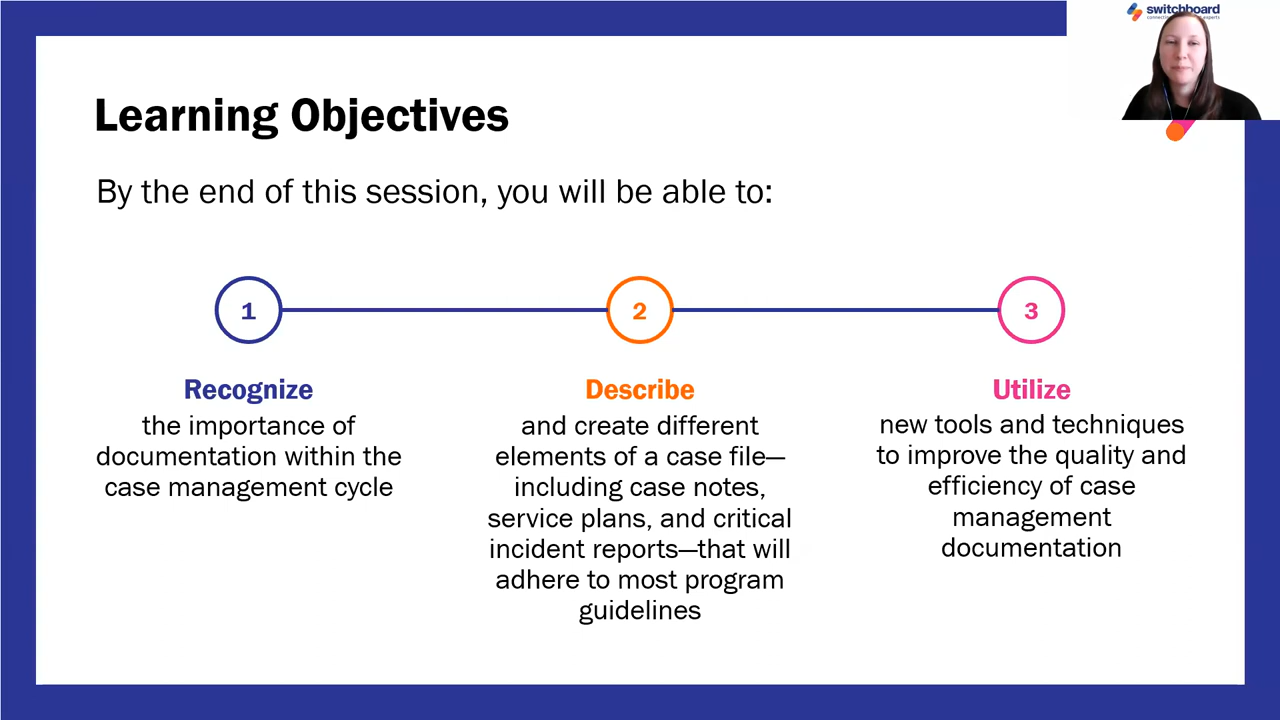 switchboard
Learning Objectives
By the end of this session, you will be able to:
1
2
3
Recognize
the importance of
documentation within the
case management cycle
Describe
and create different
elements of a case file—
including case notes,
service plans, and critical
incident reports—that will
adhere to most program
guidelines
Utilize
new tools and techniques
to improve the quality and
efficiency of case
management
documentation